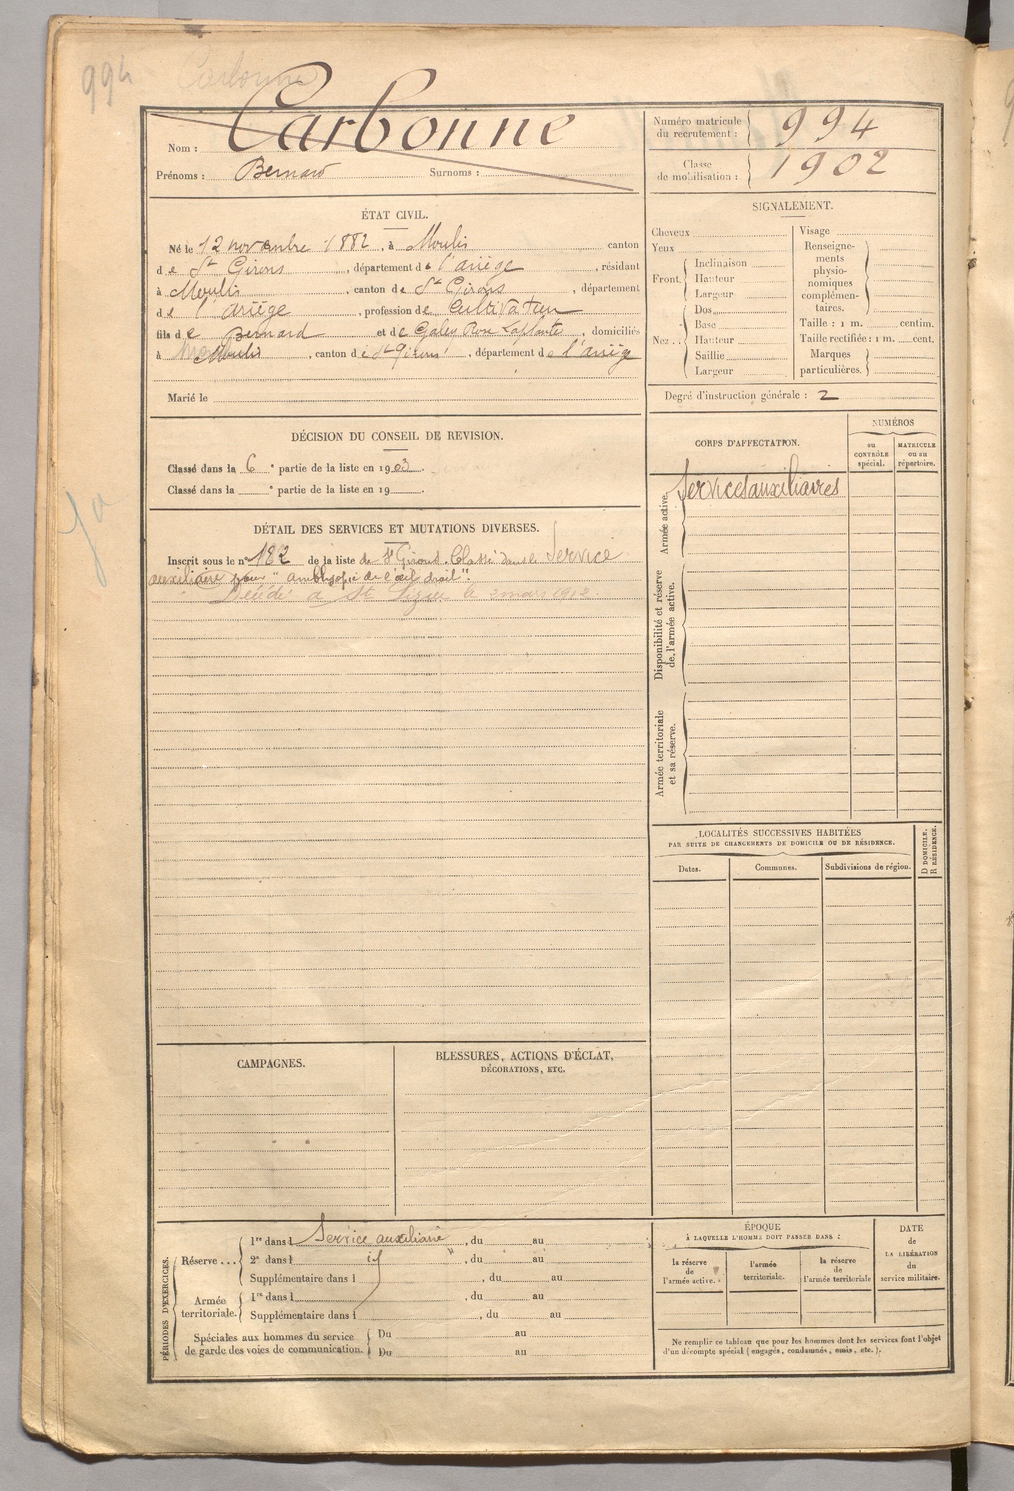 994 Carbonne
Nom : Carbonne
Prénoms : Bernard Surnoms :
Numéro matricule du recrutement : 994
Classe de mobilisation : 1902
ÉTAT CIVIL.
Né le 12 novembre 1882, à Moulis canton
de St Girons, département de l'ariège, résidant
à Moulis, canton de St Girons, département
de l'ariège, profession de Cultivateur
fils de Bernard et de Galey Rose Laplante, domiciliés
à Moulis, canton de St Girons, département de l'ariège
Marié le
SIGNALEMENT.
Cheveux
Yeux
Front.
Inclinaison
Hauteur
Largeur
Nez..
Dos
Base
Hauteur
Saillie
Largeur
Visage
Renseigne-
ments
physio-
nomiques
complémen-
taires.
Taille : 1 m. centim.
Taille rectifiée : 1 m. cent.
Marques
particulières.
Degré d'instruction générale : 2
DÉCISION DU CONSEIL DE REVISION.
Classé dans la 6e partie de la liste en 1903.
Classé dans la e partie de la liste en 19 .
CORPS D'AFFECTATION.
NUMÉROS
au
CONTRÔLE
spécial.
MATRICULE
ou au
répertoire.
Armée active.
Services auxiliaires
Disponibilité et réserve
de l'armée active.
Armée territoriale
et sa réserve.
DÉTAIL DES SERVICES ET MUTATIONS DIVERSES.
Inscrit sous le n° 182 de la liste de St Girons. Classé dans le Service
auxiliaire pour "amblyopie de l'œil droit".
Décédé à St Lizier le 2 mars 1912.
LOCALITÉS SUCCESSIVES HABITÉES
PAR SUITE DE CHANGEMENTS DE DOMICILE OU DE RÉSIDENCE.
Dates.
Communes.
Subdivisions de région.
D DOMICILE.
R RÉSIDENCE.
CAMPAGNES.
BLESSURES, ACTIONS D'ÉCLAT,
DÉCORATIONS, ETC.
PÉRIODES D'EXERCICES.
Réserve...
1re dans l Service auxiliaire, du au
2e dans l id " , du au
Supplémentaire dans l , du au
Armée
territoriale.
1re dans l , du au
Supplémentaire dans l , du au
Spéciales aux hommes du service
de garde des voies de communication.
Du au
Du au
ÉPOQUE
À LAQUELLE L'HOMME DOIT PASSER DANS :
la réserve
de
l'armée active.
l'armée
territoriale.
la réserve
de
l'armée territoriale
DATE
de
LA LIBÉRATION
du
service militaire.
Ne remplir ce tableau que pour les hommes dont les services font l'objet
d'un décompte spécial (engagés, condamnés, omis, etc.).